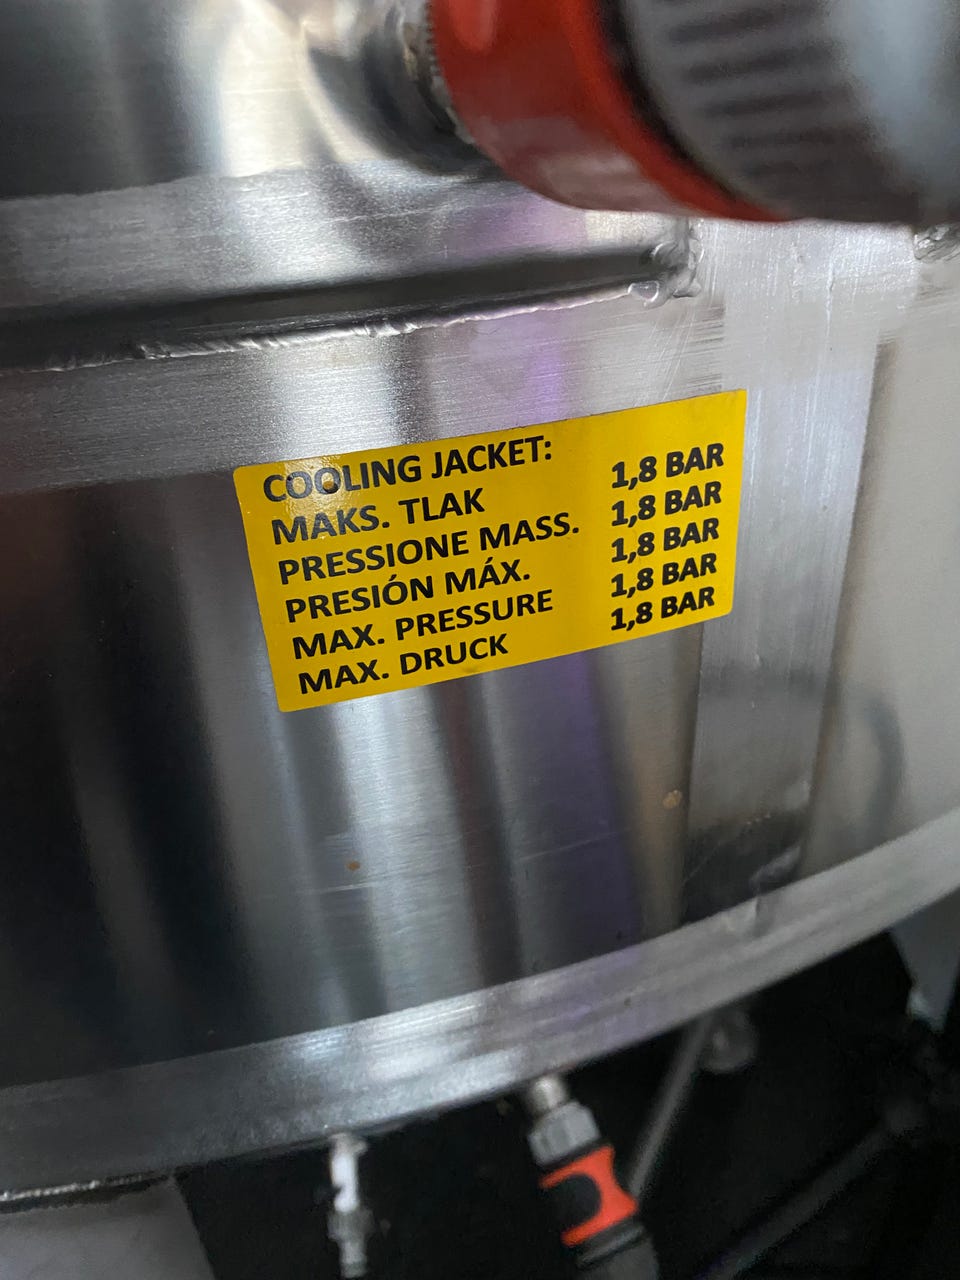 COOLING JACKET:
MAKS. TLAK 1,8 BAR
PRESSIONE MASS. 1,8 BAR
PRESIÓN MÁX. 1,8 BAR
MAX. PRESSURE 1,8 BAR
MAX. DRUCK 1,8 BAR